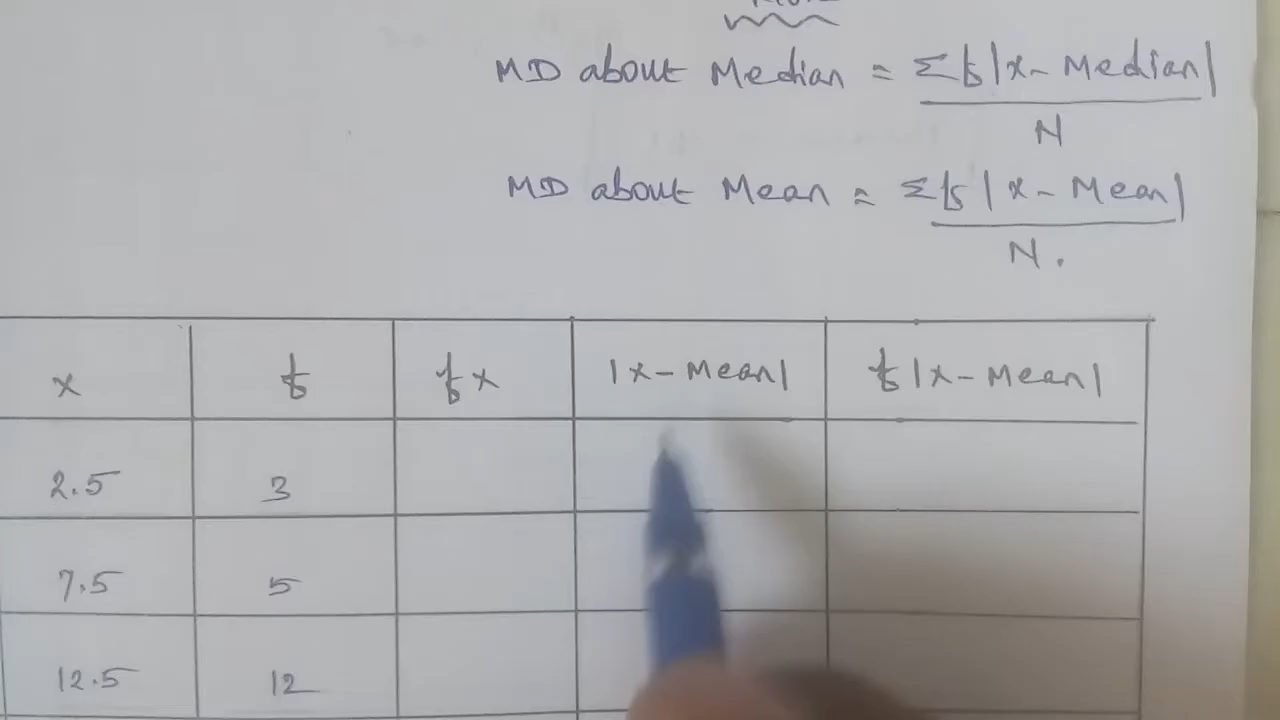 MD about Median = Σf|x - Median|
N
MD about Mean = Σf|x - Mean|
N.
x f fx |x - Mean| f|x - Mean|
2.5 3
7.5 5
12.5 12